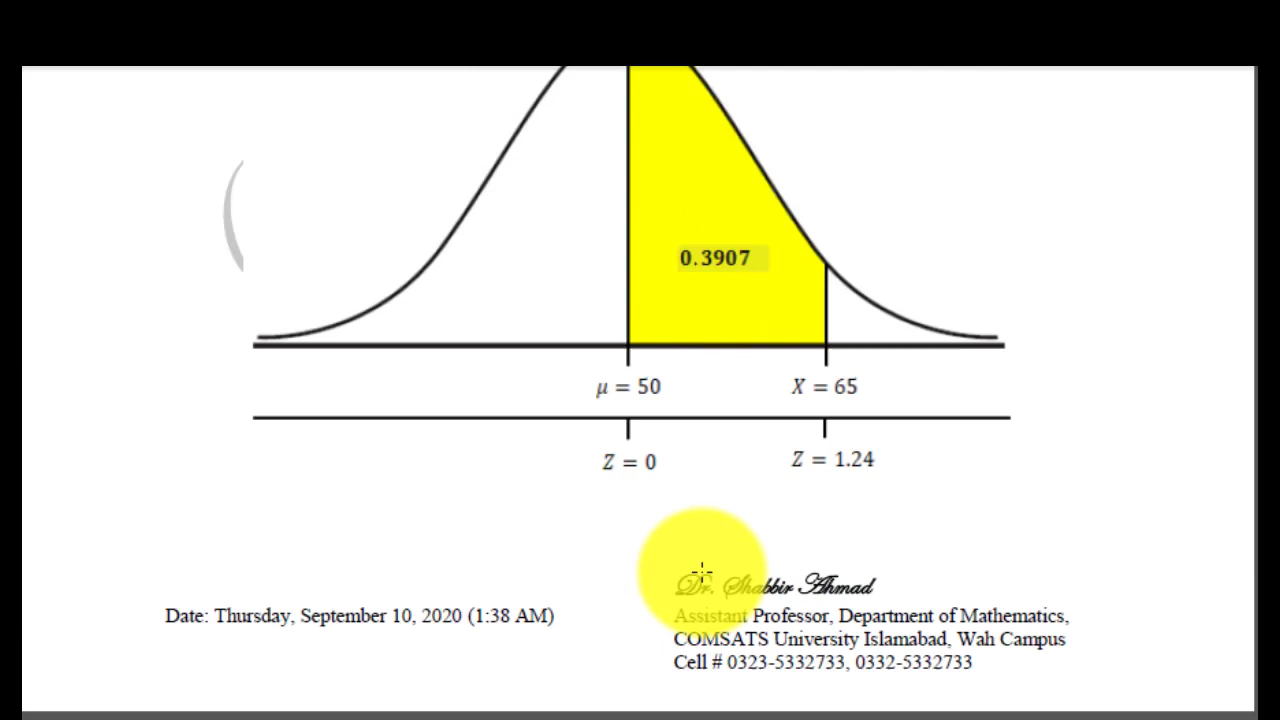 0.3907
μ = 50
X = 65
Z = 0
Z = 1.24
Dr. Shabbir Ahmad
Date: Thursday, September 10, 2020 (1:38 AM)
Assistant Professor, Department of Mathematics,
COMSATS University Islamabad, Wah Campus
Cell # 0323-5332733, 0332-5332733